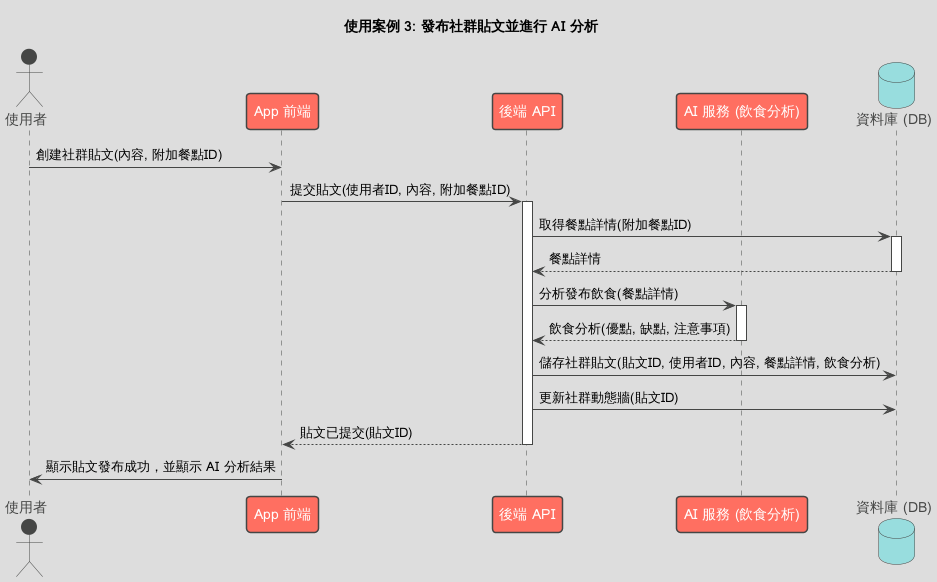 使用案例 3: 發布社群貼文並進行 AI 分析
使用者
App 前端
後端 API
AI 服務 (飲食分析)
資料庫 (DB)
創建社群貼文(內容, 附加餐點ID)
提交貼文(使用者ID, 內容, 附加餐點ID)
取得餐點詳情(附加餐點ID)
餐點詳情
分析發布飲食(餐點詳情)
飲食分析(優點, 缺點, 注意事項)
儲存社群貼文(貼文ID, 使用者ID, 內容, 餐點詳情, 飲食分析)
更新社群動態牆(貼文ID)
貼文已提交(貼文ID)
顯示貼文發布成功，並顯示 AI 分析結果
使用者
App 前端
後端 API
AI 服務 (飲食分析)
資料庫 (DB)